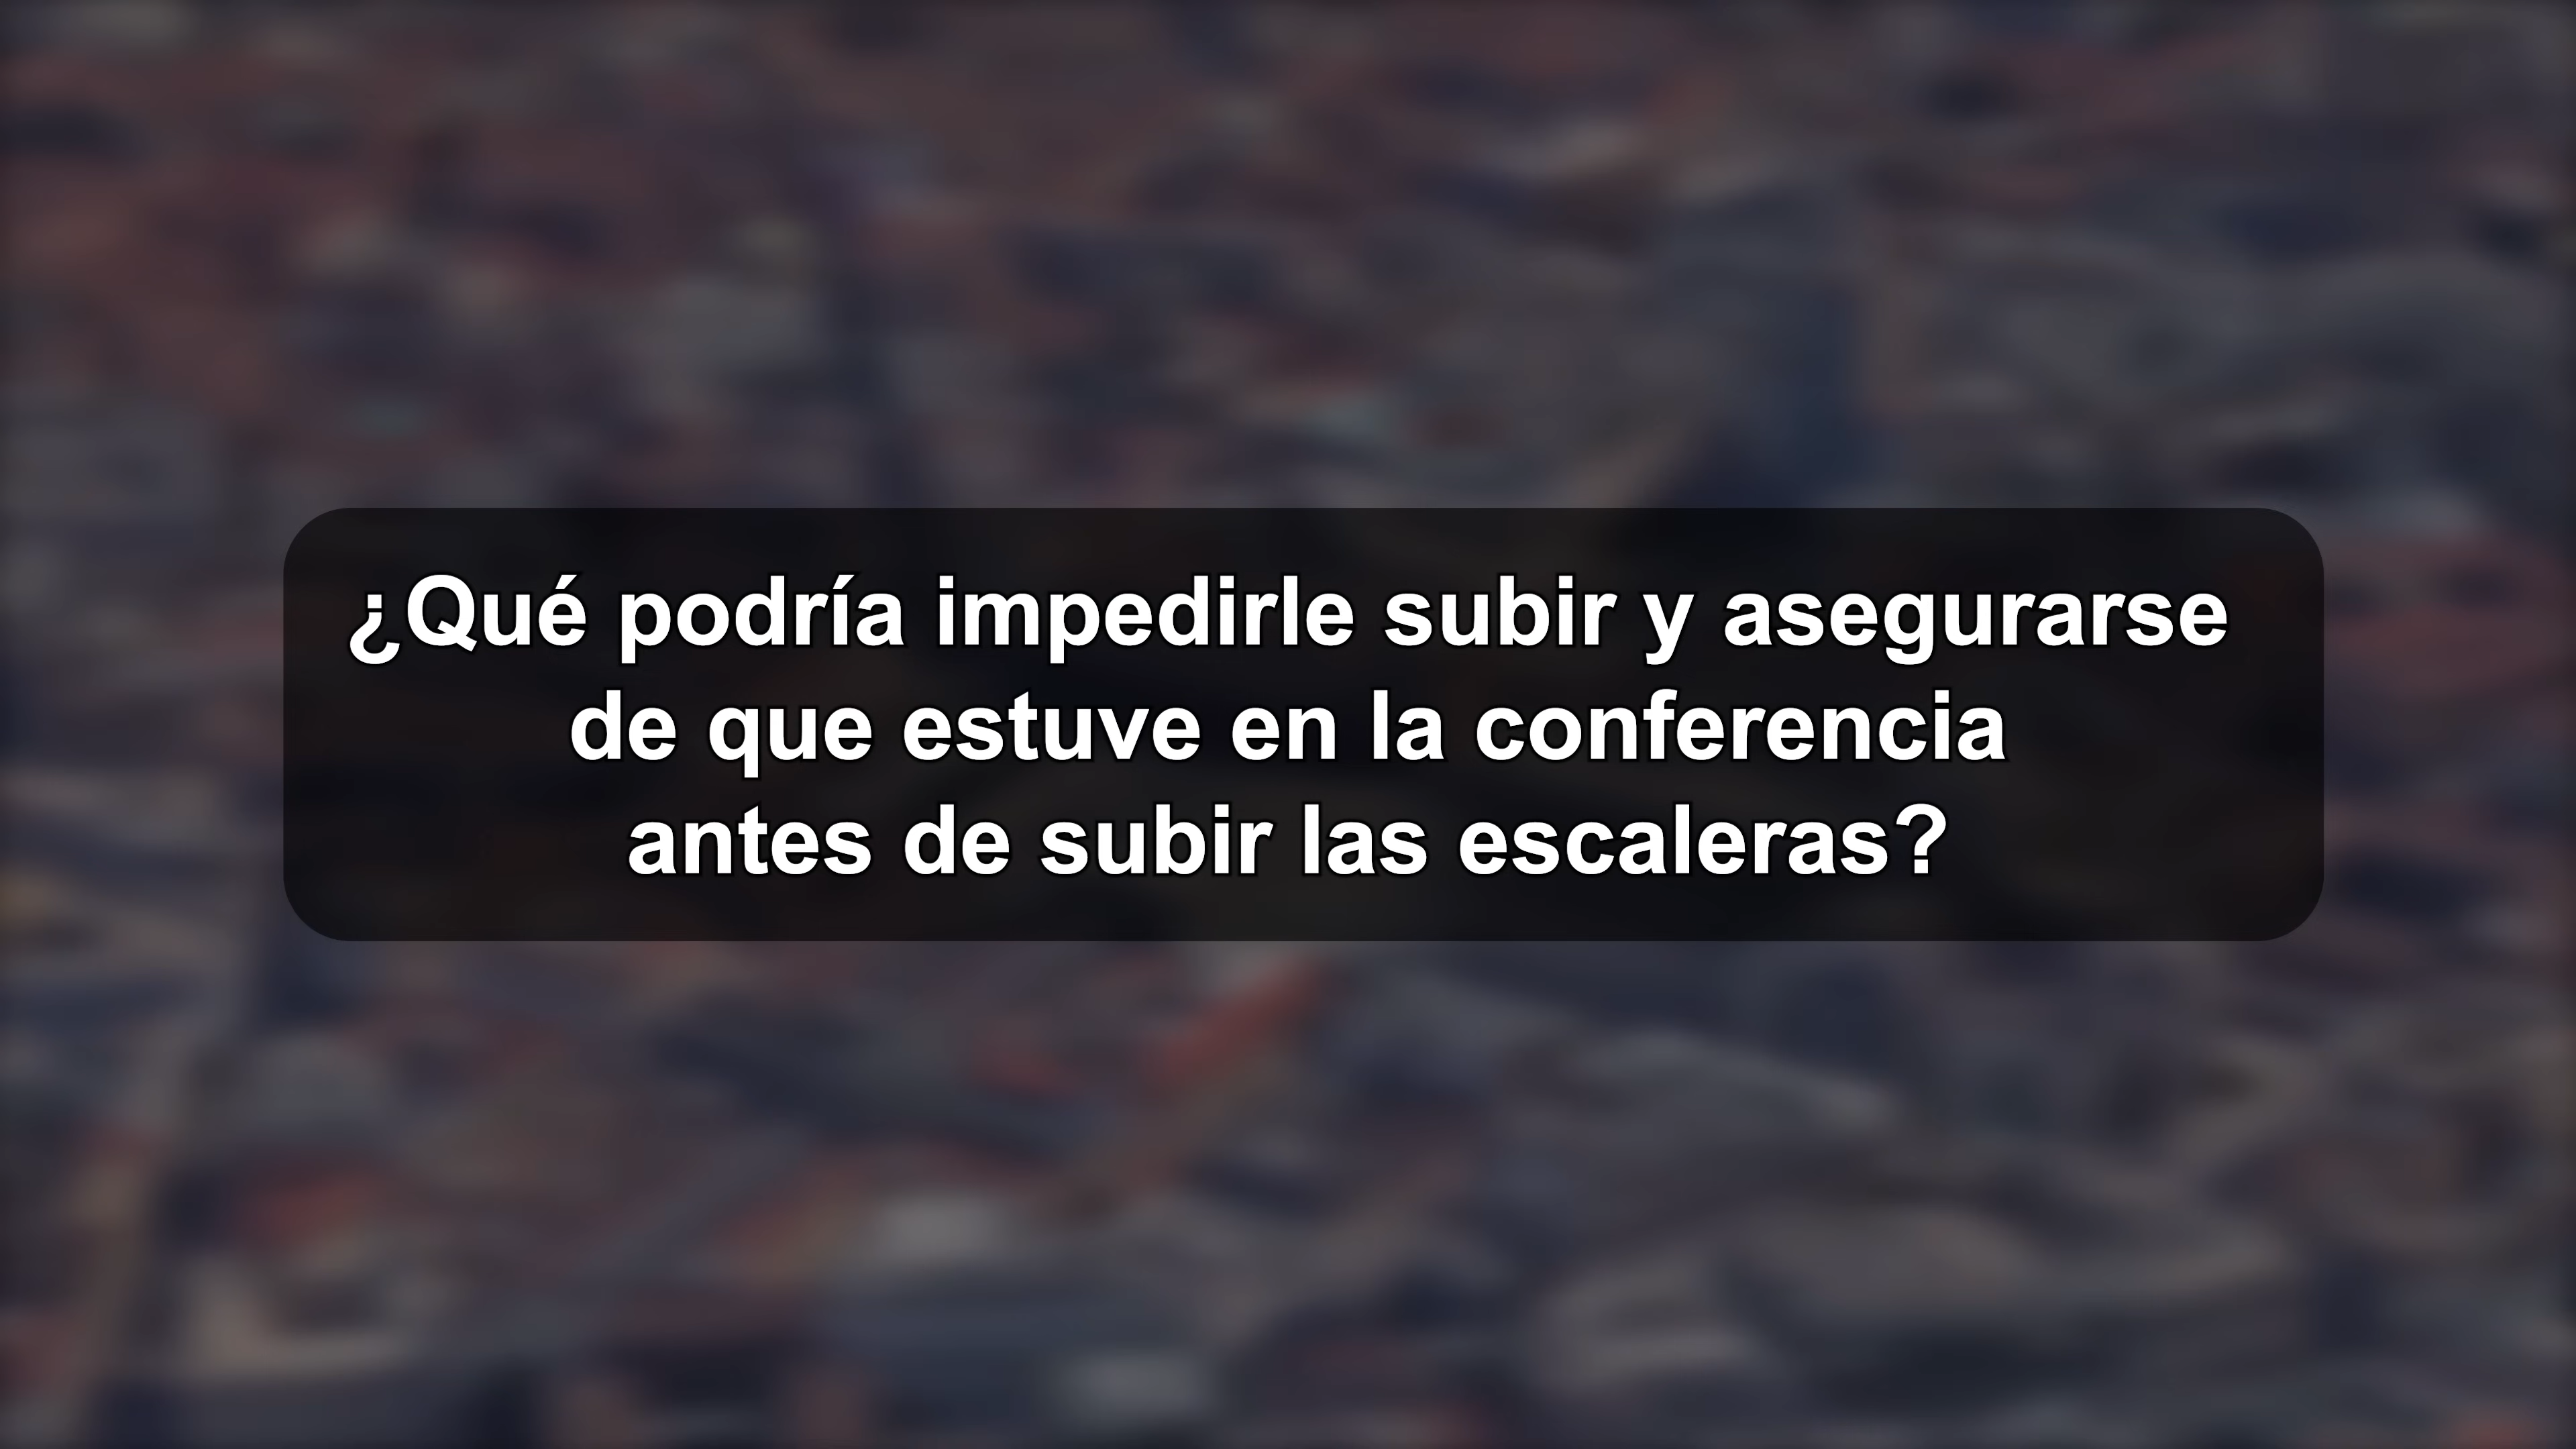 ¿Qué podría impedirle subir y asegurarse
de que estuve en la conferencia
antes de subir las escaleras?